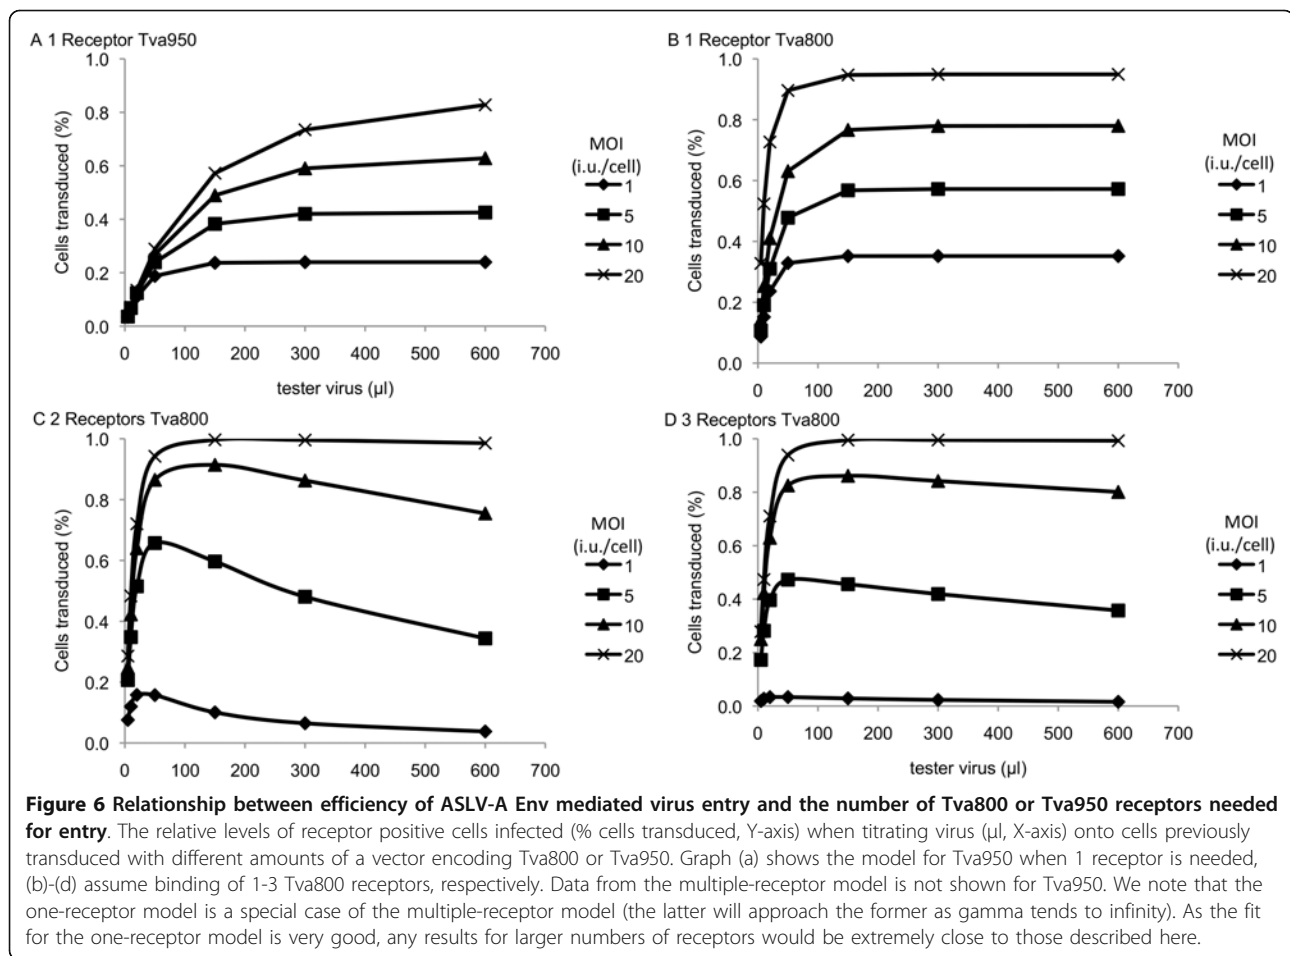 A 1 Receptor Tva950
1.0
0.8
0.6
0.4
0.2
0.0
Cells transduced (%)
0 100 200 300 400 500 600 700
tester virus (µl)
MOI
(i.u./cell)
1
5
10
20
B 1 Receptor Tva800
1.0
0.8
0.6
0.4
0.2
0.0
Cells transduced (%)
0 100 200 300 400 500 600 700
MOI
(i.u./cell)
1
5
10
20
C 2 Receptors Tva800
1.0
0.8
0.6
0.4
0.2
0.0
Cells transduced (%)
0 100 200 300 400 500 600 700
MOI
(i.u./cell)
1
5
10
20
D 3 Receptors Tva800
1.0
0.8
0.6
0.4
0.2
0.0
Cells transduced (%)
0 100 200 300 400 500 600 700
tester virus (µl)
MOI
(i.u./cell)
1
5
10
20
Figure 6 Relationship between efficiency of ASLV-A Env mediated virus entry and the number of Tva800 or Tva950 receptors needed
for entry. The relative levels of receptor positive cells infected (% cells transduced, Y-axis) when titrating virus (µl, X-axis) onto cells previously
transduced with different amounts of a vector encoding Tva800 or Tva950. Graph (a) shows the model for Tva950 when 1 receptor is needed,
(b)-(d) assume binding of 1-3 Tva800 receptors, respectively. Data from the multiple-receptor model is not shown for Tva950. We note that the
one-receptor model is a special case of the multiple-receptor model (the latter will approach the former as gamma tends to infinity). As the fit
for the one-receptor model is very good, any results for larger numbers of receptors would be extremely close to those described here.